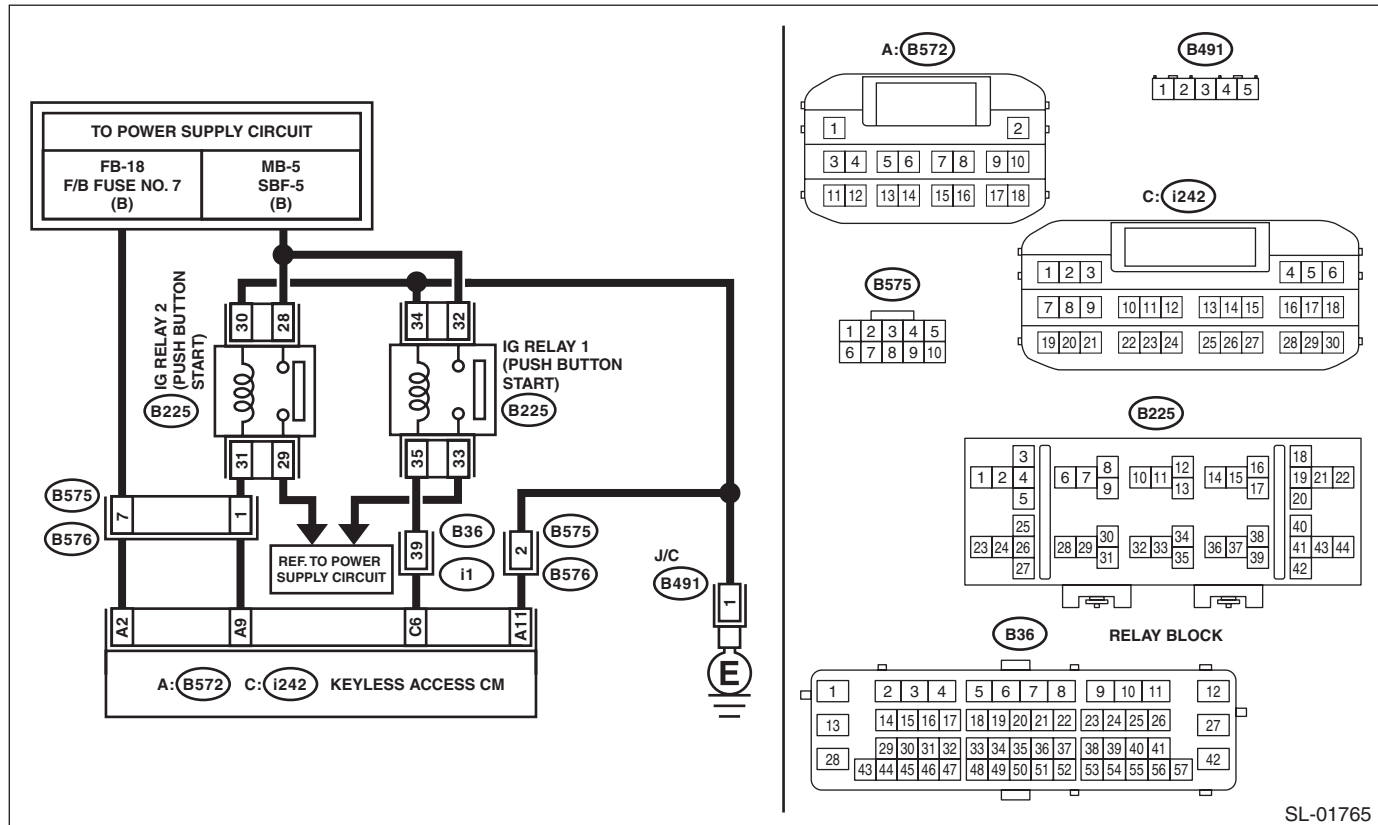 TO POWER SUPPLY CIRCUIT
FB-18
F/B FUSE NO. 7
(B)
MB-5
SBF-5
(B)
30 28
34 32
IG RELAY 2
(PUSH BUTTON
START)
B225
IG RELAY 1
(PUSH BUTTON
START)
B225
31 29
35 33
B575
B576
7 1
REF. TO POWER
SUPPLY CIRCUIT
39
B36
i1
2
B575
B576
J/C
B491
1
E
A2 A9 C6 A11
A: B572 C: i242 KEYLESS ACCESS CM
A: B572
1 2
3 4 5 6 7 8 9 10
11 12 13 14 15 16 17 18
B491
1 2 3 4 5
C: i242
1 2 3 4 5 6
7 8 9 10 11 12 13 14 15 16 17 18
19 20 21 22 23 24 25 26 27 28 29 30
B575
1 2 3 4 5
6 7 8 9 10
B225
3 8 12 16 18
1 2 4 6 7 10 11 14 15 19 21 22
5 9 13 17 20
25 30 34 38 40
23 24 26 28 29 32 33 36 37 41 43 44
27 31 35 39 42
RELAY BLOCK
B36
1 2 3 4 5 6 7 8 9 10 11 12
13 14 15 16 17 18 19 20 21 22 23 24 25 26 27
28 29 30 31 32 33 34 35 36 37 38 39 40 41 42
43 44 45 46 47 48 49 50 51 52 53 54 55 56 57
SL-01765